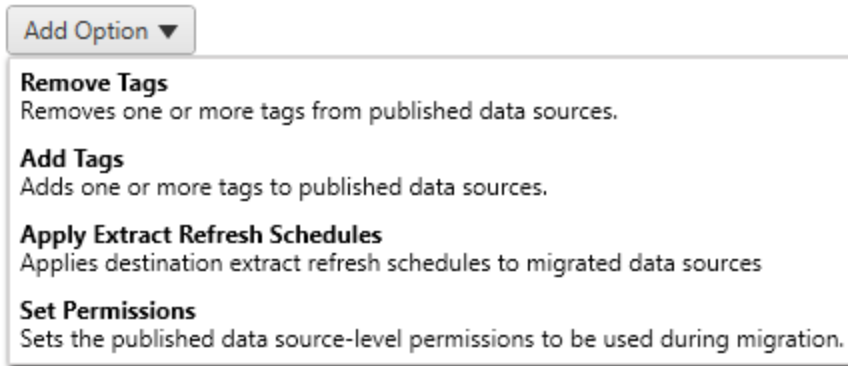 Add Option ▼
Remove Tags
Removes one or more tags from published data sources.
Add Tags
Adds one or more tags to published data sources.
Apply Extract Refresh Schedules
Applies destination extract refresh schedules to migrated data sources
Set Permissions
Sets the published data source-level permissions to be used during migration.